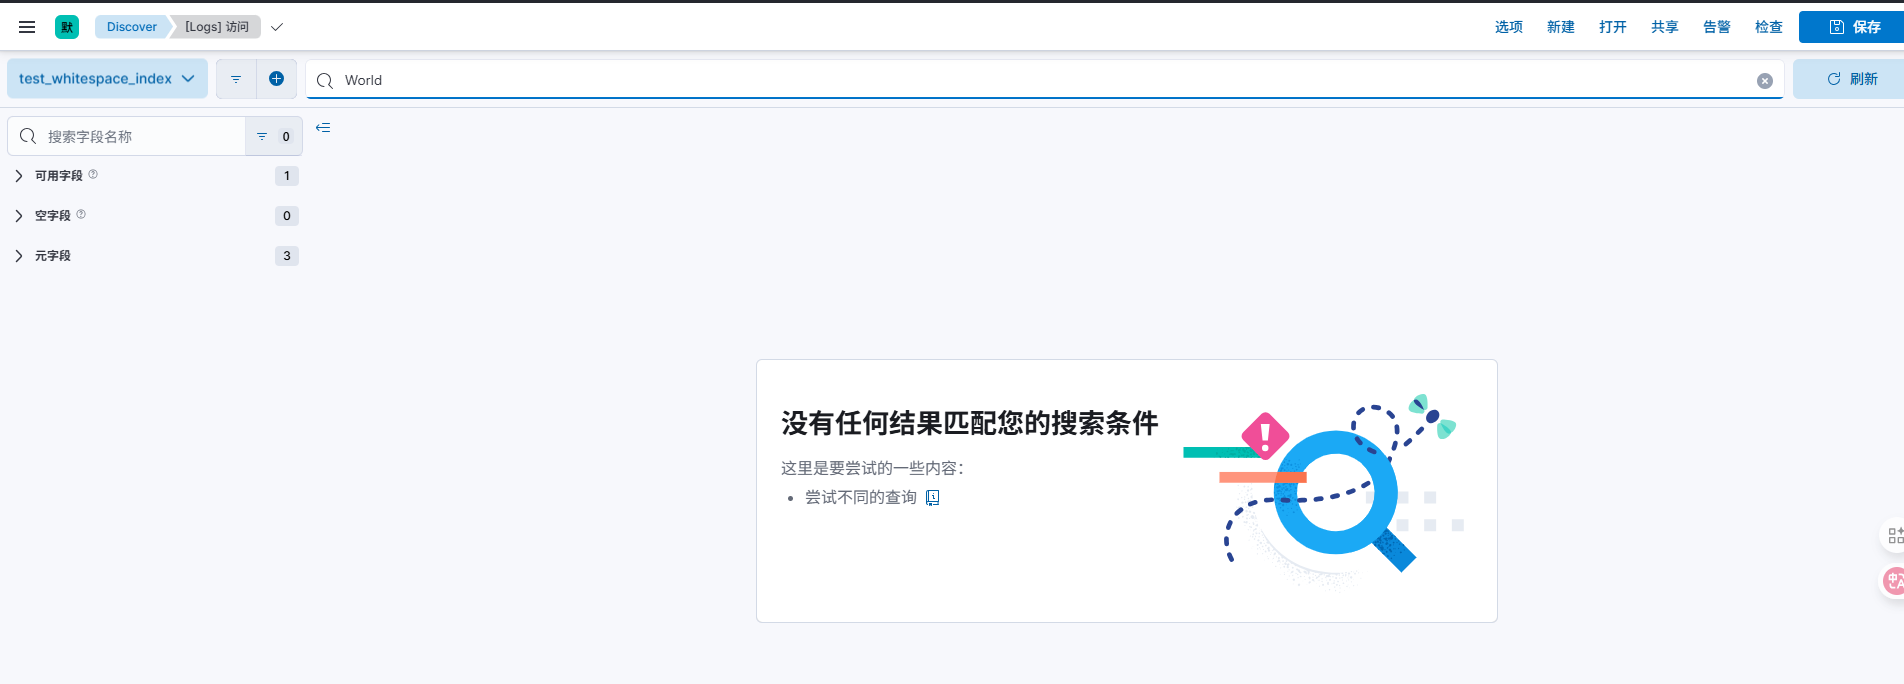 默 Discover [Logs] 访问 选项 新建 打开 共享 告警 检查 保存
test_whitespace_index World 刷新
搜索字段名称 0
可用字段 1
空字段 0
元字段 3
没有任何结果匹配您的搜索条件
这里是要尝试的一些内容：
• 尝试不同的查询